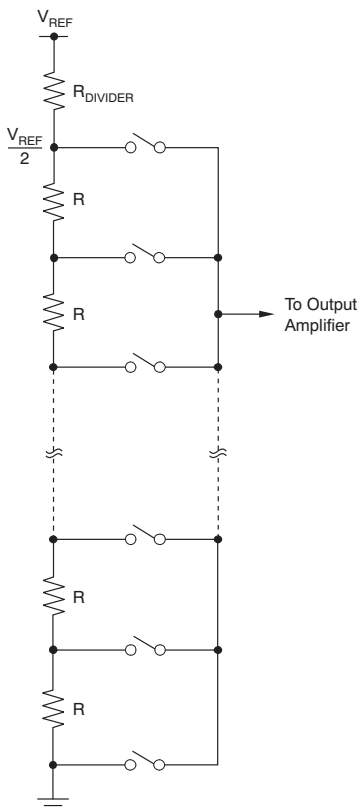 VREF
RDIVIDER
VREF
2
R
R
To Output
Amplifier
R
R